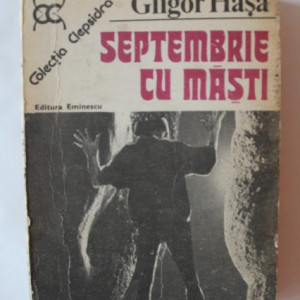 Gligor Hașa
Colecția Clepsidra
SEPTEMBRIE
CU MĂȘTI
Editura Eminescu